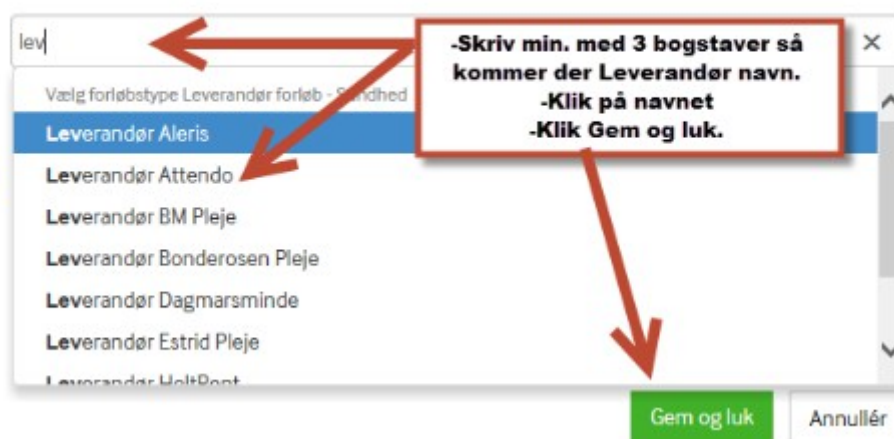 lev
-Skriv min. med 3 bogstaver så
kommer der Leverandør navn.
-Klik på navnet
-Klik Gem og luk.
Vælg forløbstype Leverandør forløb - Sundhed
Leverandør Aleris
Leverandør Attendo
Leverandør BM Pleje
Leverandør Bonderosen Pleje
Leverandør Dagmarsminde
Leverandør Estrid Pleje
Leverandør
Gem og luk
Annullér